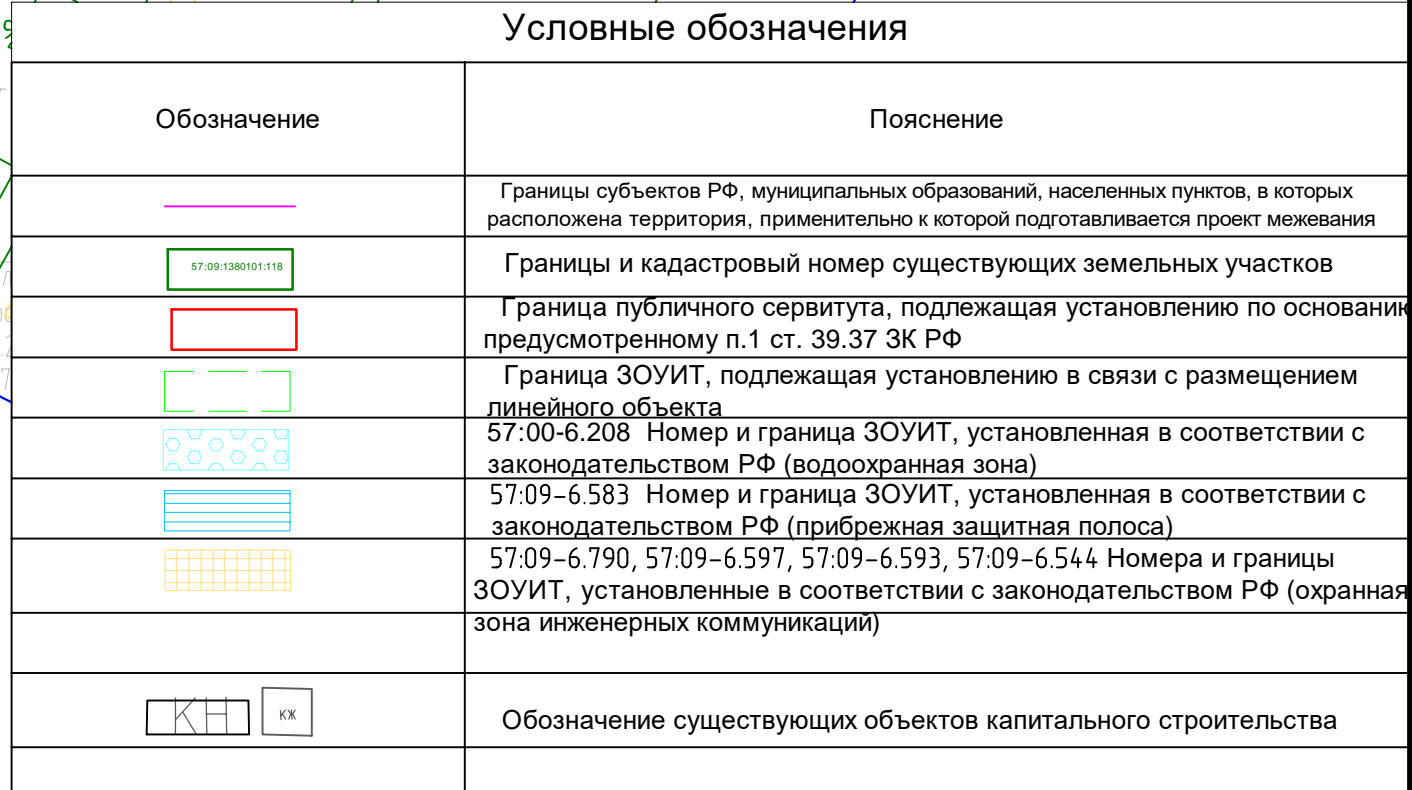 Условные обозначения
Обозначение
Пояснение
Границы субъектов РФ, муниципальных образований, населенных пунктов, в которых
расположена территория, применительно к которой подготавливается проект межевания
57:09:1380101:118
Границы и кадастровый номер существующих земельных участков
Граница публичного сервитута, подлежащая установлению по основанию
предусмотренному п.1 ст. 39.37 ЗК РФ
Граница ЗОУИТ, подлежащая установлению в связи с размещением
линейного объекта
57:00-6.208 Номер и граница ЗОУИТ, установленная в соответствии с
законодательством РФ (водоохранная зона)
57:09-6.583 Номер и граница ЗОУИТ, установленная в соответствии с
законодательством РФ (прибрежная защитная полоса)
57:09-6.790, 57:09-6.597, 57:09-6.593, 57:09-6.544 Номера и границы
ЗОУИТ, установленные в соответствии с законодательством РФ (охранная
зона инженерных коммуникаций)
КН
КЖ
Обозначение существующих объектов капитального строительства